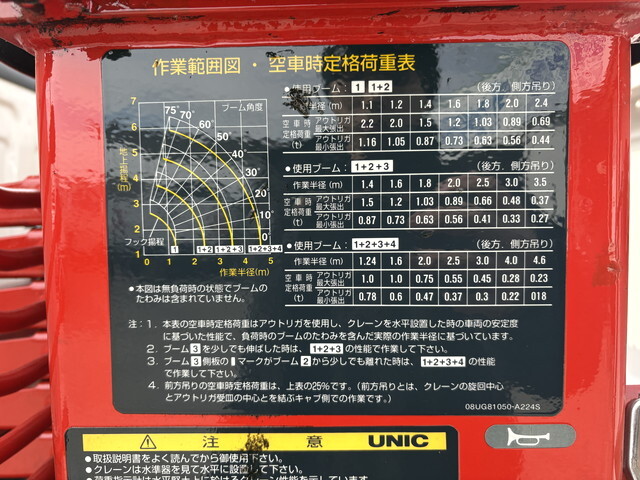 作業範囲図・空車時定格荷重表
75° ブーム角度
70°
60°
50°
40°
30°
20°
10°
0°
7
6
5
4
3
2
1
地上揚程(m)
フック揚程
1 1+2 1+2+3 1+2+3+4
0 1 2 3 4 5
作業半径(m)
●本図は無負荷時の状態でブームの
たわみは含まれていません。
●使用ブーム：1 1+2 (後方．側方吊り)
作業半径(m) 1.1 1.2 1.4 1.6 1.8 2.0 2.4
空車時定格荷重(t) アウトリガ最大張出 2.2 2.0 1.5 1.2 1.03 0.89 0.69
アウトリガ最小張出 1.16 1.05 0.87 0.73 0.63 0.56 0.44
●使用ブーム：1+2+3 (後方．側方吊り)
作業半径(m) 1.4 1.6 1.8 2.0 2.5 3.0 3.5
空車時定格荷重(t) アウトリガ最大張出 1.5 1.2 1.03 0.89 0.66 0.48 0.37
アウトリガ最小張出 0.87 0.73 0.63 0.56 0.41 0.33 0.27
●使用ブーム：1+2+3+4 (後方．側方吊り)
作業半径(m) 1.24 1.6 2.0 2.5 3.0 4.0 4.6
空車時定格荷重(t) アウトリガ最大張出 1.0 1.0 0.75 0.55 0.45 0.28 0.23
アウトリガ最小張出 0.78 0.6 0.47 0.37 0.3 0.22 018
注：1．本表の空車時定格荷重はアウトリガを使用し、クレーンを水平設置した時の車両の安定度
に基づいた性能で、負荷時のブームのたわみを含んだ実際の作業半径に基づいています。
2．ブーム3を少しでも伸ばした時は、1+2+3の性能で作業して下さい。
3．ブーム3側板の▮マークがブーム2から少しでも離れた時は、1+2+3+4の性能
で作業して下さい。
4．前方吊りの空車時定格荷重は、上表の25%です。(前方吊りとは、クレーンの旋回中心
とアウトリガ受皿の中心とを結ぶキャブ側での作業です。)
08UG81050-A224S
注意 UNIC
●取扱説明書をよく読んでから御使用下さい。
●クレーンは水準器を見て水平に設置して下さい。